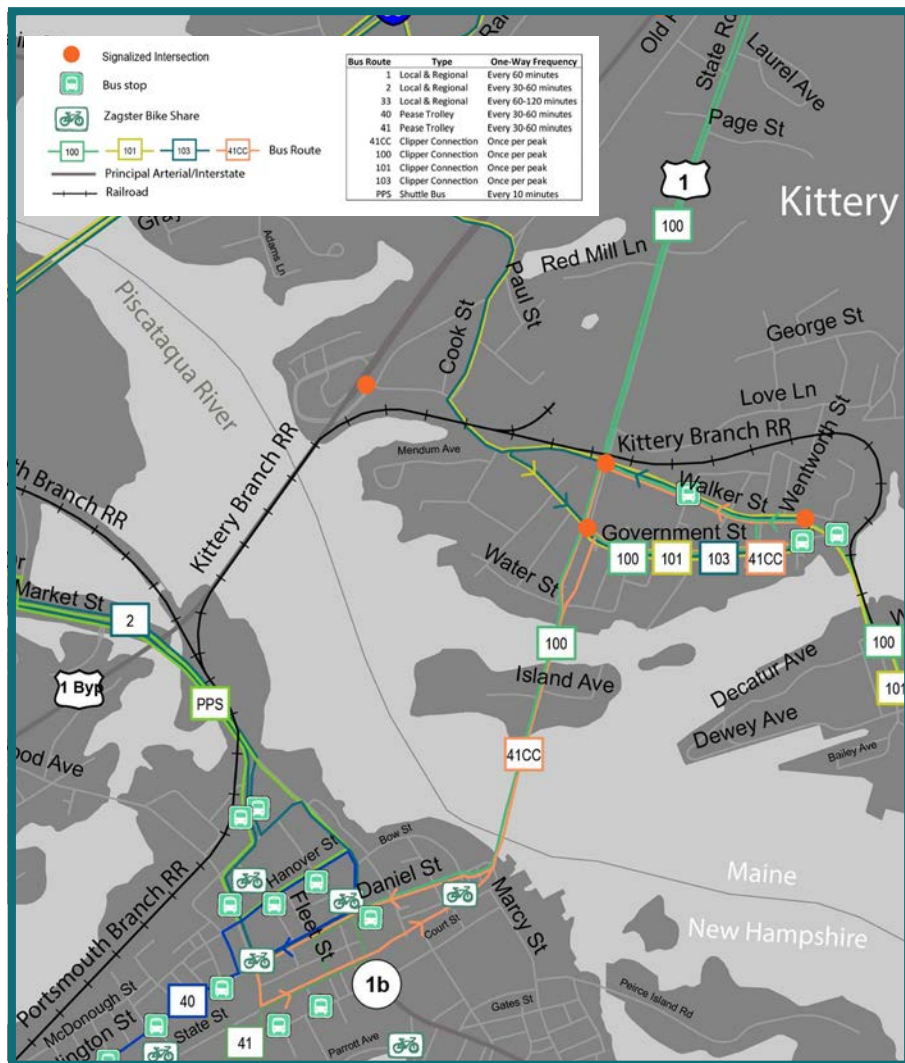 Signalized Intersection
Bus stop
Zagster Bike Share
100 101 103 41CC Bus Route
Principal Arterial/Interstate
Railroad
Bus Route Type One-Way Frequency
1 Local & Regional Every 60 minutes
2 Local & Regional Every 30-60 minutes
33 Local & Regional Every 60-120 minutes
40 Pease Trolley Every 30-60 minutes
41 Pease Trolley Every 30-60 minutes
41CC Clipper Connection Once per peak
100 Clipper Connection Once per peak
101 Clipper Connection Once per peak
103 Clipper Connection Once per peak
PPS Shuttle Bus Every 10 minutes
State Ro
Laurel Ave
Page St
1
Kittery
100
Adams Ln
Red Mill Ln
Paul St
Piscataqua River
Cook St
George St
Love Ln
Kittery Branch RR
Kittery Branch RR
Mendum Ave
Walker St
Wentworth St
Government St
100 101 103 41CC
Water St
Market St
2
100
100
101
Island Ave
Decatur Ave
Dewey Ave
Bailey Ave
1 Byp
PPS
41CC
Bow St
Hanover St
Daniel St
Fleet St
Court St
Marcy St
Maine
New Hampshire
Portsmouth Branch RR
1b
Gates St
Peirce Island Rd
McDonough St
40
State St
41
Parrott Ave